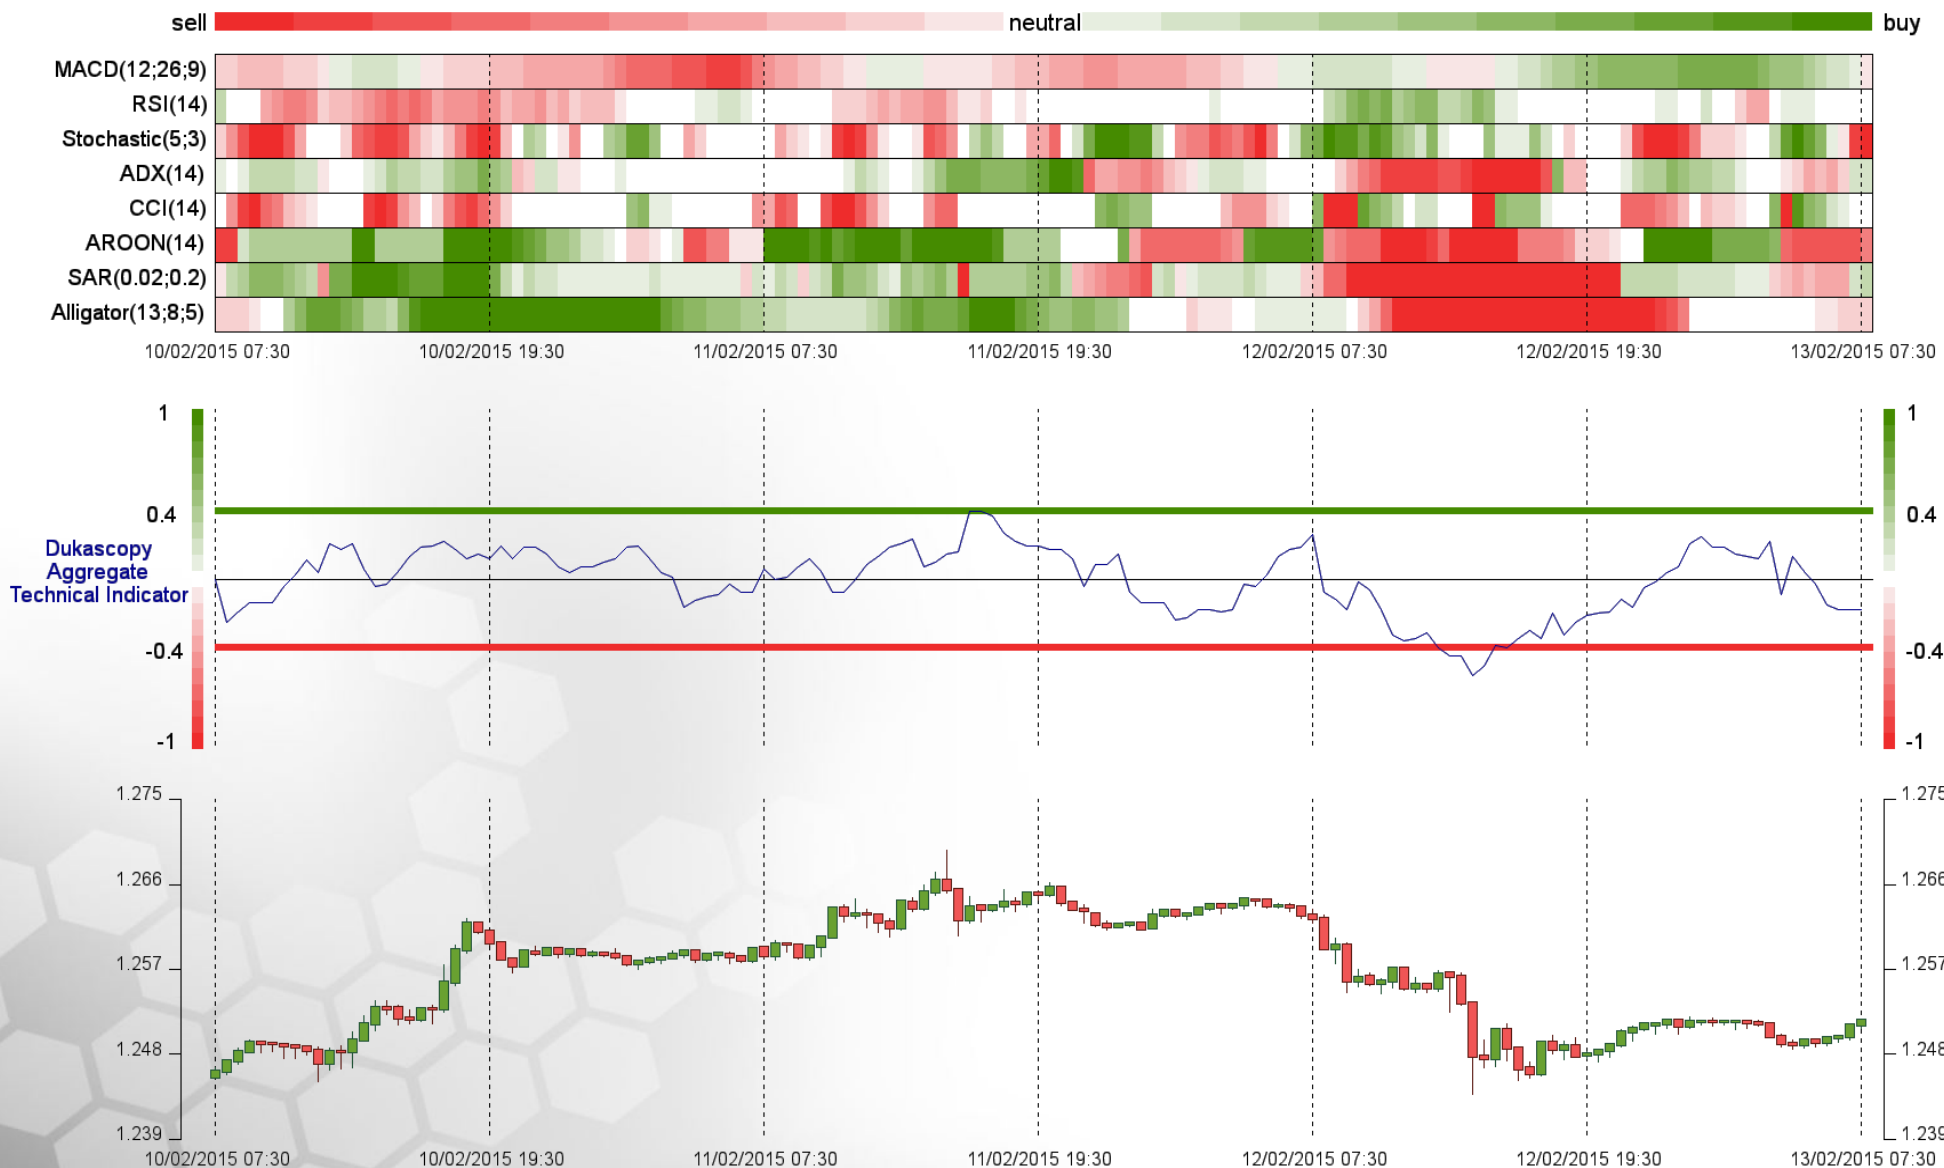 sell neutral buy
MACD(12;26;9)
RSI(14)
Stochastic(5;3)
ADX(14)
CCI(14)
AROON(14)
SAR(0.02;0.2)
Alligator(13;8;5)
10/02/2015 07:30 10/02/2015 19:30 11/02/2015 07:30 11/02/2015 19:30 12/02/2015 07:30 12/02/2015 19:30 13/02/2015 07:30
1 1
0.4 0.4
Dukascopy
Aggregate
Technical Indicator
-0.4 -0.4
-1 -1
1.275 1.275
1.266 1.266
1.257 1.257
1.248 1.248
1.239 1.239
10/02/2015 07:30 10/02/2015 19:30 11/02/2015 07:30 11/02/2015 19:30 12/02/2015 07:30 12/02/2015 19:30 13/02/2015 07:30